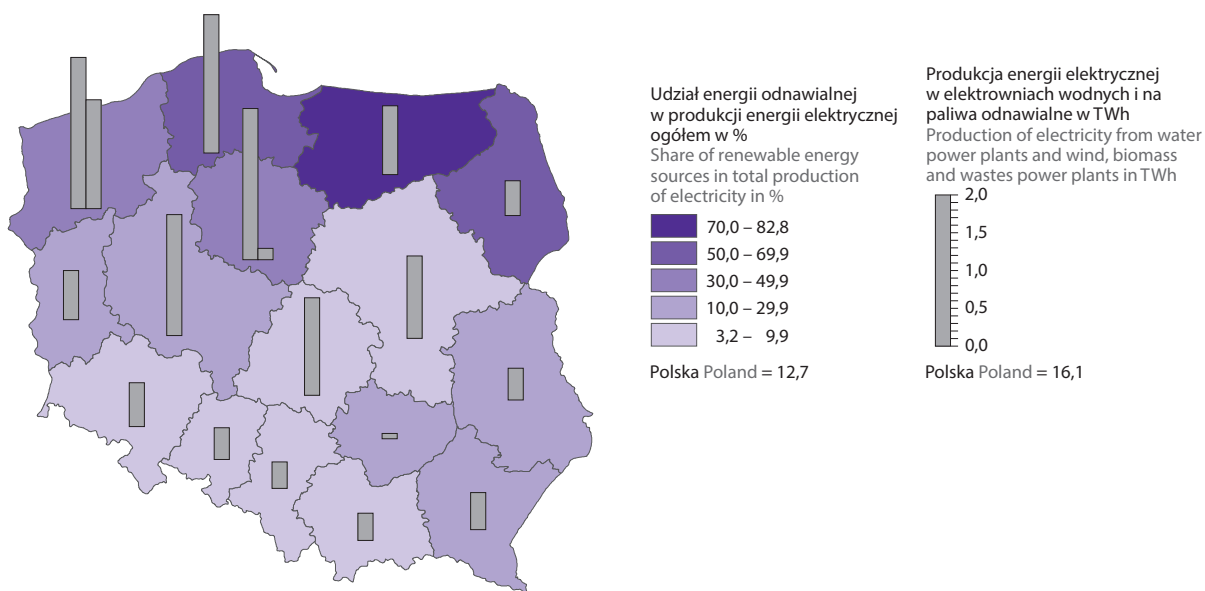 Udział energii odnawialnej
w produkcji energii elektrycznej
ogółem w %
Share of renewable energy
sources in total production
of electricity in %
70,0 – 82,8
50,0 – 69,9
30,0 – 49,9
10,0 – 29,9
3,2 – 9,9
Polska Poland = 12,7
Produkcja energii elektrycznej
w elektrowniach wodnych i na
paliwa odnawialne w TWh
Production of electricity from water
power plants and wind, biomass
and wastes power plants in TWh
2,0
1,5
1,0
0,5
0,0
Polska Poland = 16,1